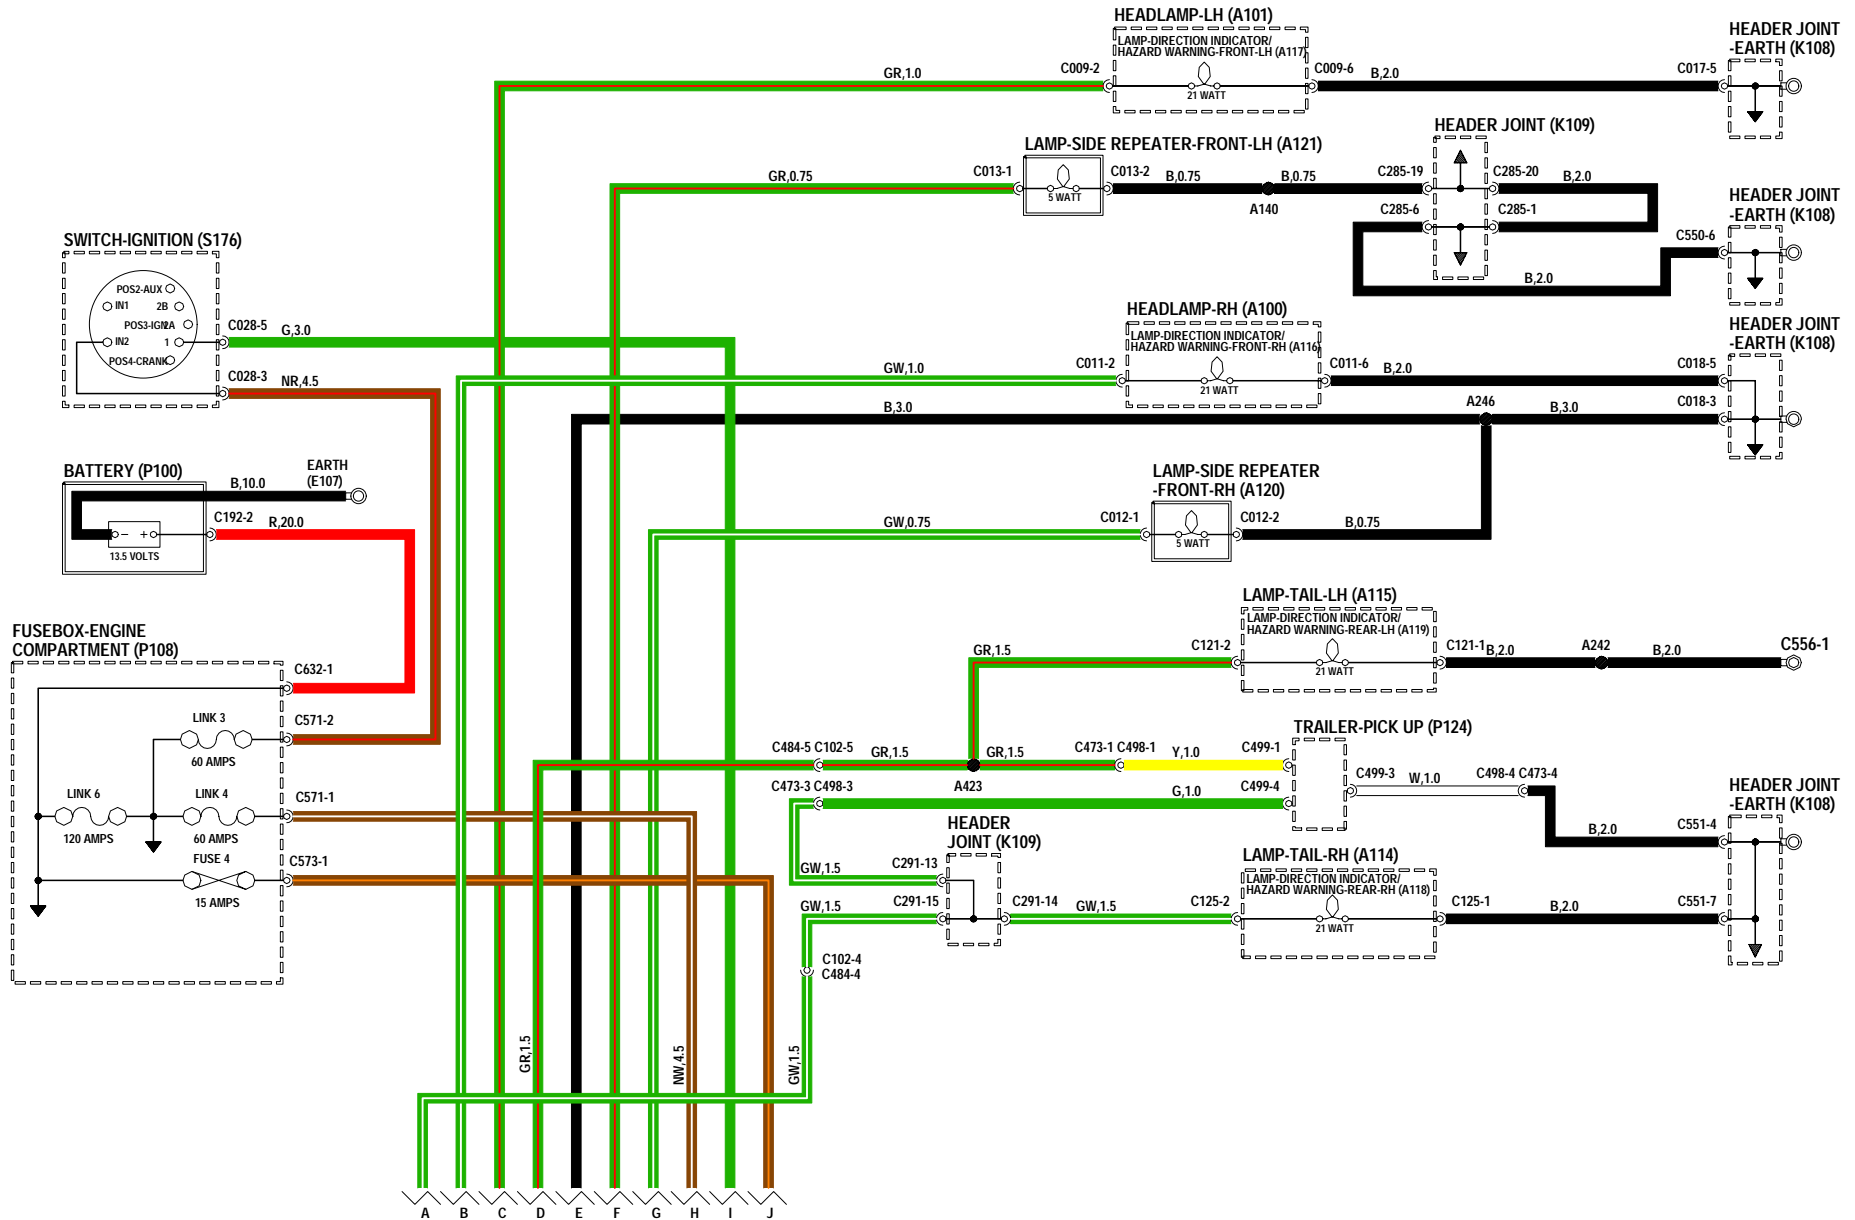 HEADLAMP-LH (A101)
LAMP-DIRECTION INDICATOR/
HAZARD WARNING-FRONT-LH (A117)
21 WATT
GR,1.0
C009-2
C009-6
B,2.0
C017-5
HEADER JOINT
-EARTH (K108)
LAMP-SIDE REPEATER-FRONT-LH (A121)
GR,0.75
C013-1
5 WATT
C013-2
B,0.75
A140
B,0.75
HEADER JOINT (K109)
C285-19
C285-20
B,2.0
C285-6
C285-1
B,2.0
C550-6
HEADER JOINT
-EARTH (K108)
SWITCH-IGNITION (S176)
POS2-AUX
IN1
2B
POS3-IGN
2A
IN2
1
POS4-CRANK
C028-5
G,3.0
C028-3
NR,4.5
HEADLAMP-RH (A100)
LAMP-DIRECTION INDICATOR/
HAZARD WARNING-FRONT-RH (A116)
21 WATT
GW,1.0
C011-2
C011-6
B,2.0
C018-5
HEADER JOINT
-EARTH (K108)
B,3.0
A246
B,3.0
C018-3
BATTERY (P100)
B,10.0
EARTH
(E107)
C192-2
R,20.0
- +
13.5 VOLTS
LAMP-SIDE REPEATER
-FRONT-RH (A120)
GW,0.75
C012-1
5 WATT
C012-2
B,0.75
FUSEBOX-ENGINE
COMPARTMENT (P108)
C632-1
LINK 3
60 AMPS
C571-2
LINK 6
120 AMPS
LINK 4
60 AMPS
C571-1
FUSE 4
15 AMPS
C573-1
LAMP-TAIL-LH (A115)
LAMP-DIRECTION INDICATOR/
HAZARD WARNING-REAR-LH (A119)
21 WATT
GR,1.5
C121-2
C121-1
B,2.0
A242
B,2.0
C556-1
TRAILER-PICK UP (P124)
C484-5 C102-5
GR,1.5
A423
GR,1.5
C473-1 C498-1
Y,1.0
C499-1
C473-3 C498-3
G,1.0
C499-4
C499-3
W,1.0
C498-4 C473-4
B,2.0
C551-4
HEADER JOINT
-EARTH (K108)
HEADER
JOINT (K109)
GW,1.5
C291-13
GW,1.5
C291-15
C291-14
GW,1.5
C125-2
LAMP-TAIL-RH (A114)
LAMP-DIRECTION INDICATOR/
HAZARD WARNING-REAR-RH (A118)
21 WATT
C125-1
B,2.0
C551-7
C102-4
C484-4
GR,1.5
NW,4.5
GW,1.5
A B C D E F G H I J